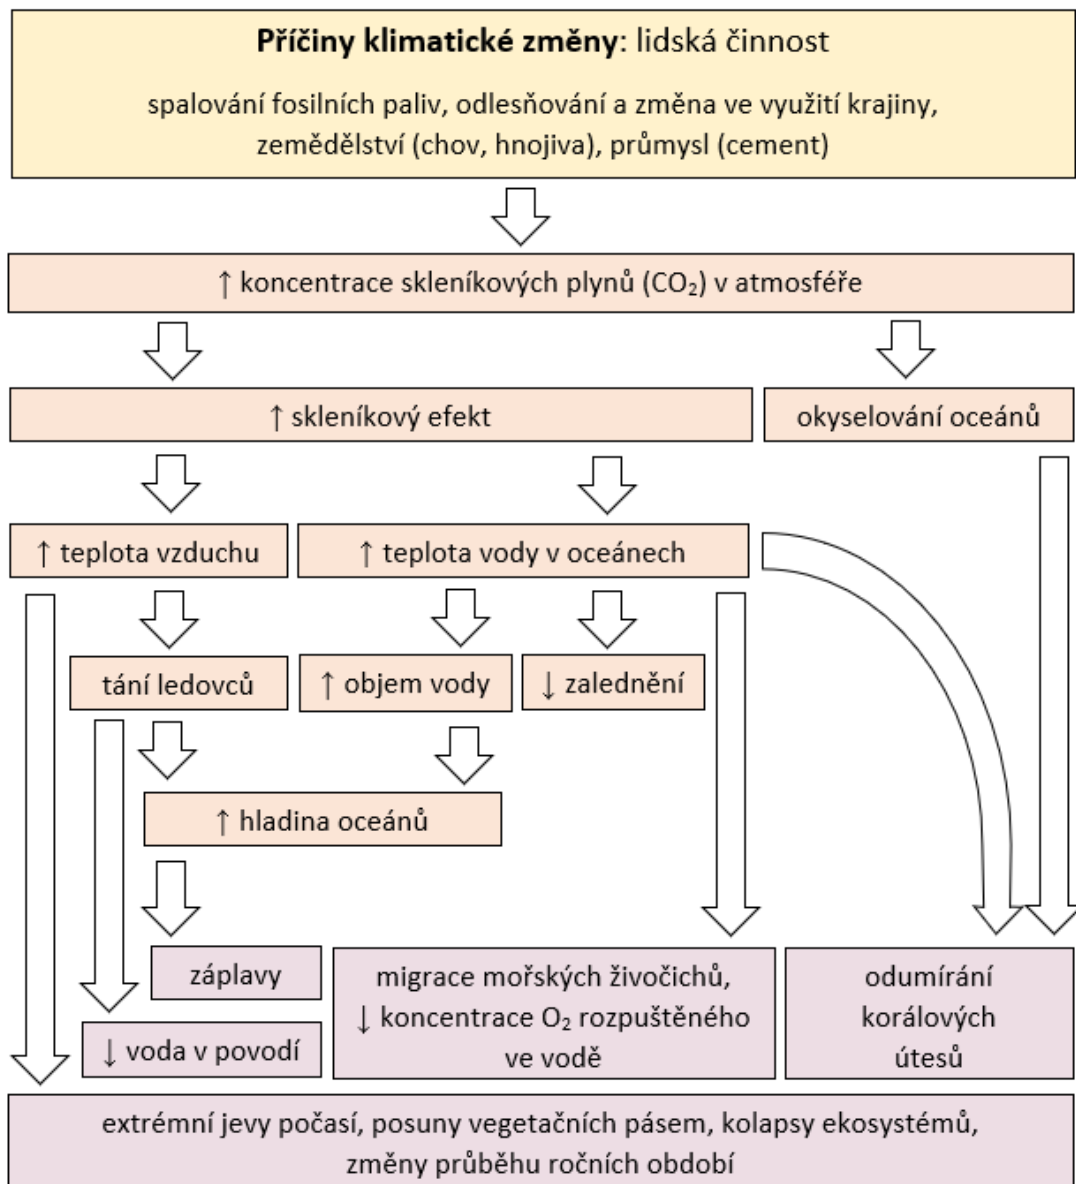 Příčiny klimatické změny: lidská činnost
spalování fosilních paliv, odlesňování a změna ve využití krajiny,
zemědělství (chov, hnojiva), průmysl (cement)
↑ koncentrace skleníkových plynů (CO₂) v atmosféře
↑ skleníkový efekt
okyselování oceánů
↑ teplota vzduchu
↑ teplota vody v oceánech
tání ledovců
↑ objem vody
↓ zalednění
↑ hladina oceánů
záplavy
↓ voda v povodí
migrace mořských živočichů,
↓ koncentrace O₂ rozpuštěného
ve vodě
odumírání
korálových
útesů
extrémní jevy počasí, posuny vegetačních pásem, kolapsy ekosystémů,
změny průběhu ročních období